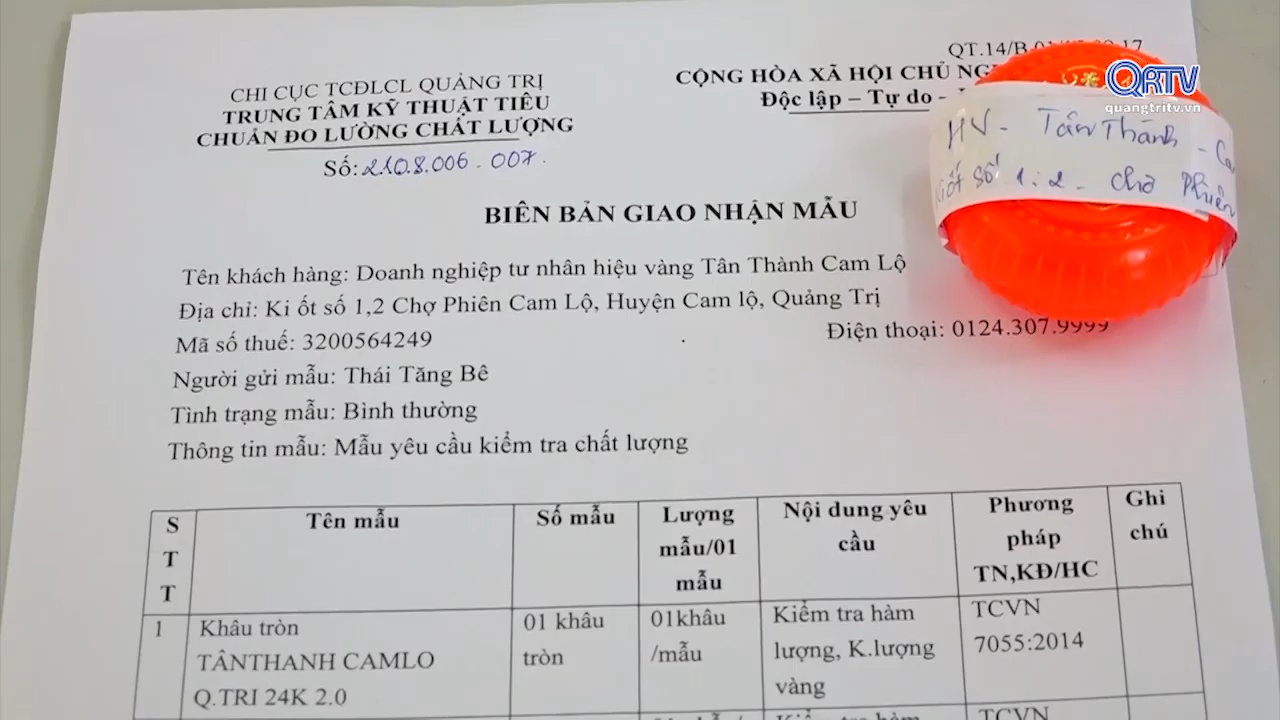 QT.14/B
CHI CỤC TCĐLCL QUẢNG TRỊ
TRUNG TÂM KỸ THUẬT TIÊU
CHUẨN ĐO LƯỜNG CHẤT LƯỢNG
Số: 2108.006-007.
CỘNG HÒA XÃ HỘI CHỦ
Độc lập – Tự do -
QRTV
quangtritv.vn
HV - Tân Thành -
Kiốt số 1:2 - chợ Phiên
BIÊN BẢN GIAO NHẬN MẪU
Tên khách hàng: Doanh nghiệp tư nhân hiệu vàng Tân Thành Cam Lộ
Địa chỉ: Ki ốt số 1,2 Chợ Phiên Cam Lộ, Huyện Cam lộ, Quảng Trị
Mã số thuế: 3200564249 Điện thoại: 0124.307.9999
Người gửi mẫu: Thái Tăng Bê
Tình trạng mẫu: Bình thường
Thông tin mẫu: Mẫu yêu cầu kiểm tra chất lượng
S
T
T
Tên mẫu
Số mẫu
Lượng
mẫu/01
mẫu
Nội dung yêu
cầu
Phương
pháp
TN,KĐ/HC
Ghi
chú
1
Khâu tròn
TÂNTHANH CAMLO
Q.TRI 24K 2.0
01 khâu
tròn
01khâu
/mẫu
Kiểm tra hàm
lượng, K.lượng
vàng
TCVN
7055:2014
Kiểm tra hàm
TCVN